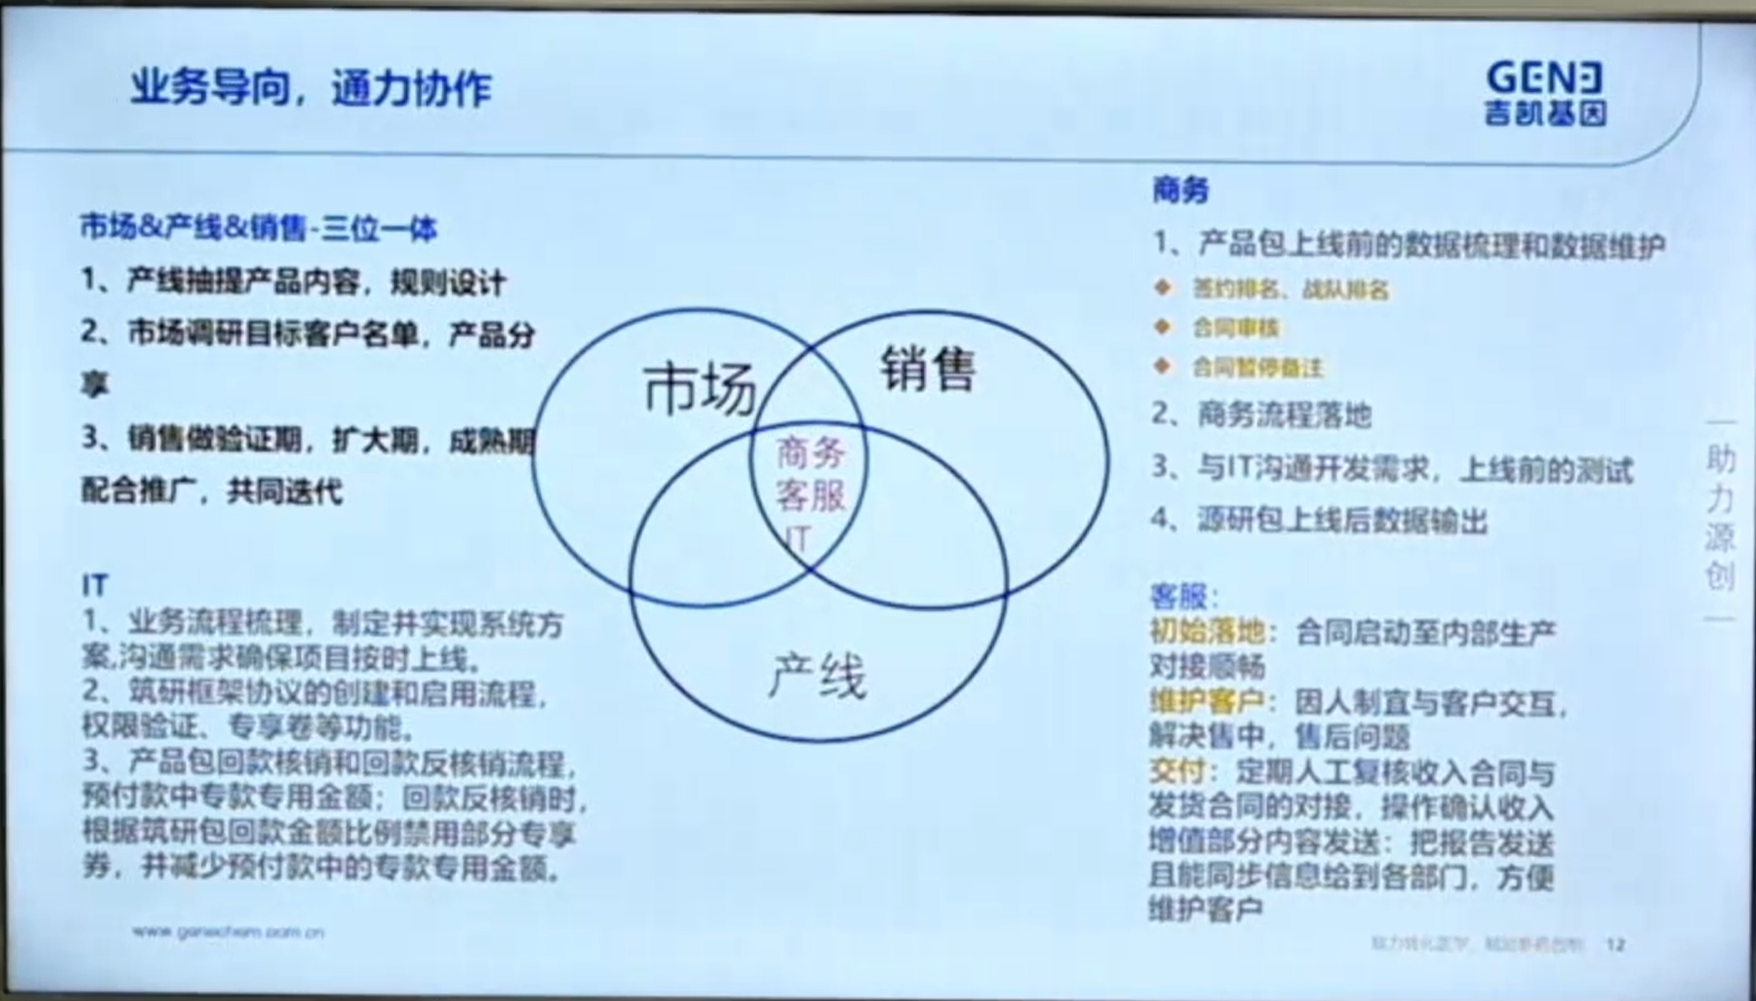 业务导向，通力协作
GENE
吉凯基因
市场&产线&销售-三位一体
1、产线抽提产品内容，规则设计
2、市场调研目标客户名单，产品分
享
3、销售做验证期，扩大期，成熟期
配合推广，共同迭代
IT
1、业务流程梳理，制定并实现系统方
案,沟通需求确保项目按时上线。
2、筑研框架协议的创建和启用流程，
权限验证、专享卷等功能。
3、产品包回款核销和回款反核销流程，
预付款中专款专用金额；回款反核销时，
根据筑研包回款金额比例禁用部分专享
券，并减少预付款中的专款专用金额。
www.genechem.com.cn
市场
销售
商务
客服
IT
产线
商务
1、产品包上线前的数据梳理和数据维护
◆ 签约排名、战队排名
◆ 合同审核
◆ 合同暂停备注
2、商务流程落地
3、与IT沟通开发需求，上线前的测试
4、源研包上线后数据输出
客服：
初始落地：合同启动至内部生产
对接顺畅
维护客户：因人制宜与客户交互，
解决售中，售后问题
交付：定期人工复核收入合同与
发货合同的对接，操作确认收入
增值部分内容发送：把报告发送
且能同步信息给到各部门，方便
维护客户
助力源创
12